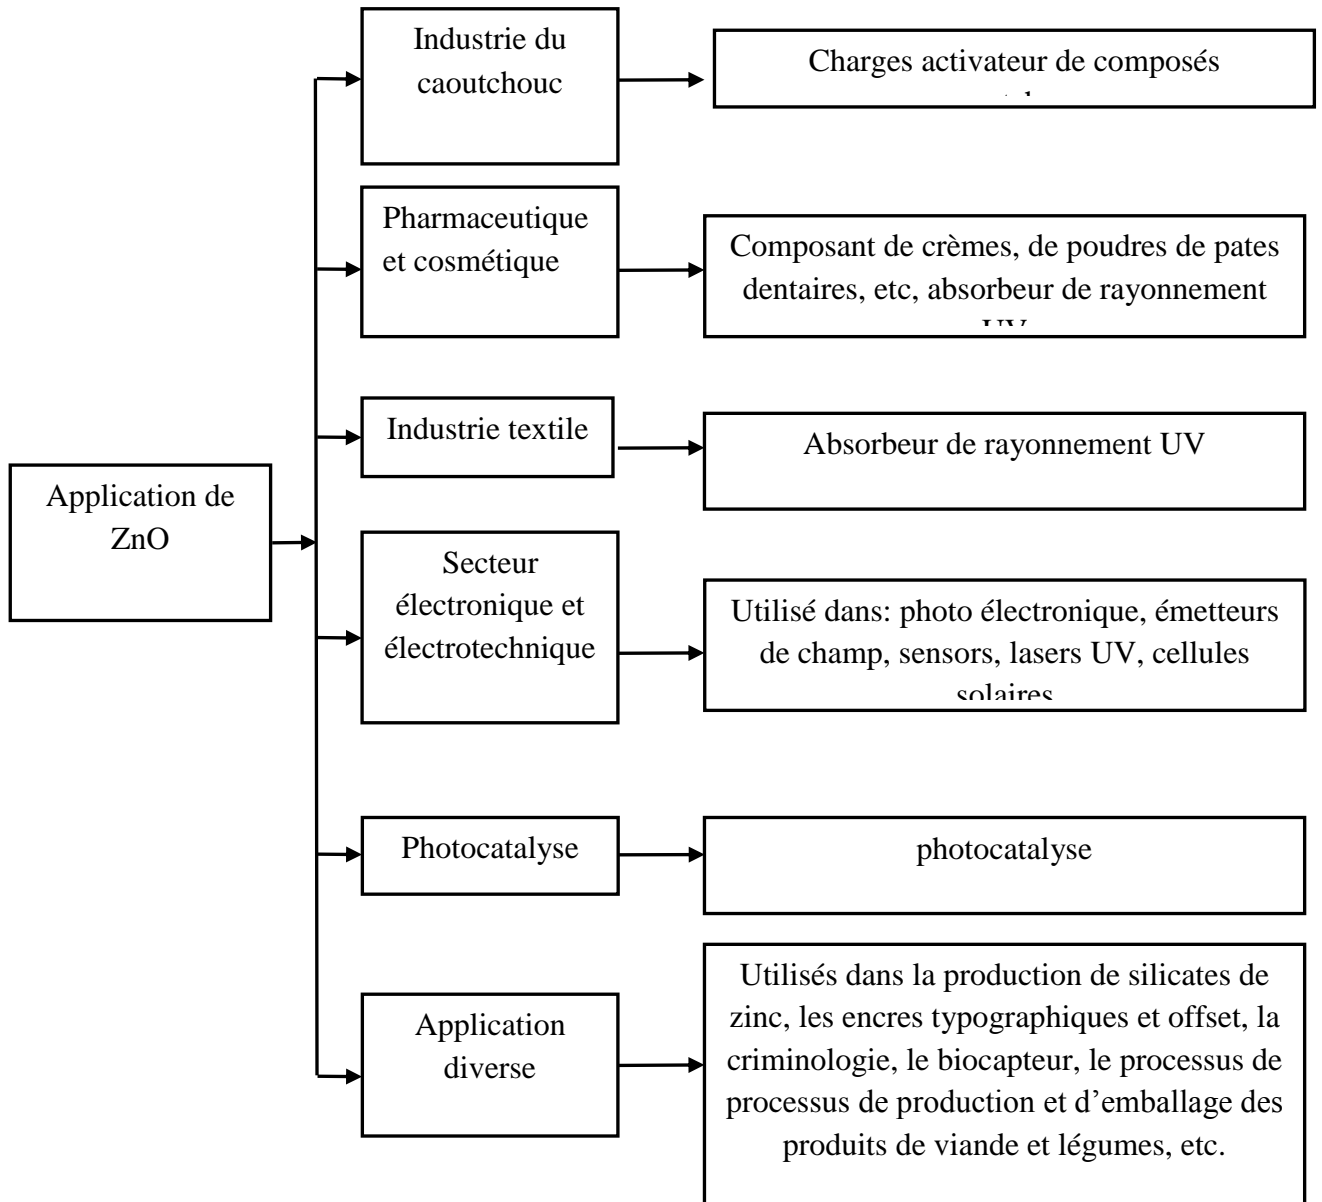 Industrie du
caoutchouc
Charges activateur de composés
Pharmaceutique
et cosmétique
Composant de crèmes, de poudres de pates
dentaires, etc, absorbeur de rayonnement
UV
Industrie textile
Absorbeur de rayonnement UV
Application de
ZnO
Secteur
électronique et
électrotechnique
Utilisé dans: photo électronique, émetteurs
de champ, sensors, lasers UV, cellules
solaires
Photocatalyse
photocatalyse
Application
diverse
Utilisés dans la production de silicates de
zinc, les encres typographiques et offset, la
criminologie, le biocapteur, le processus de
processus de production et d’emballage des
produits de viande et légumes, etc.